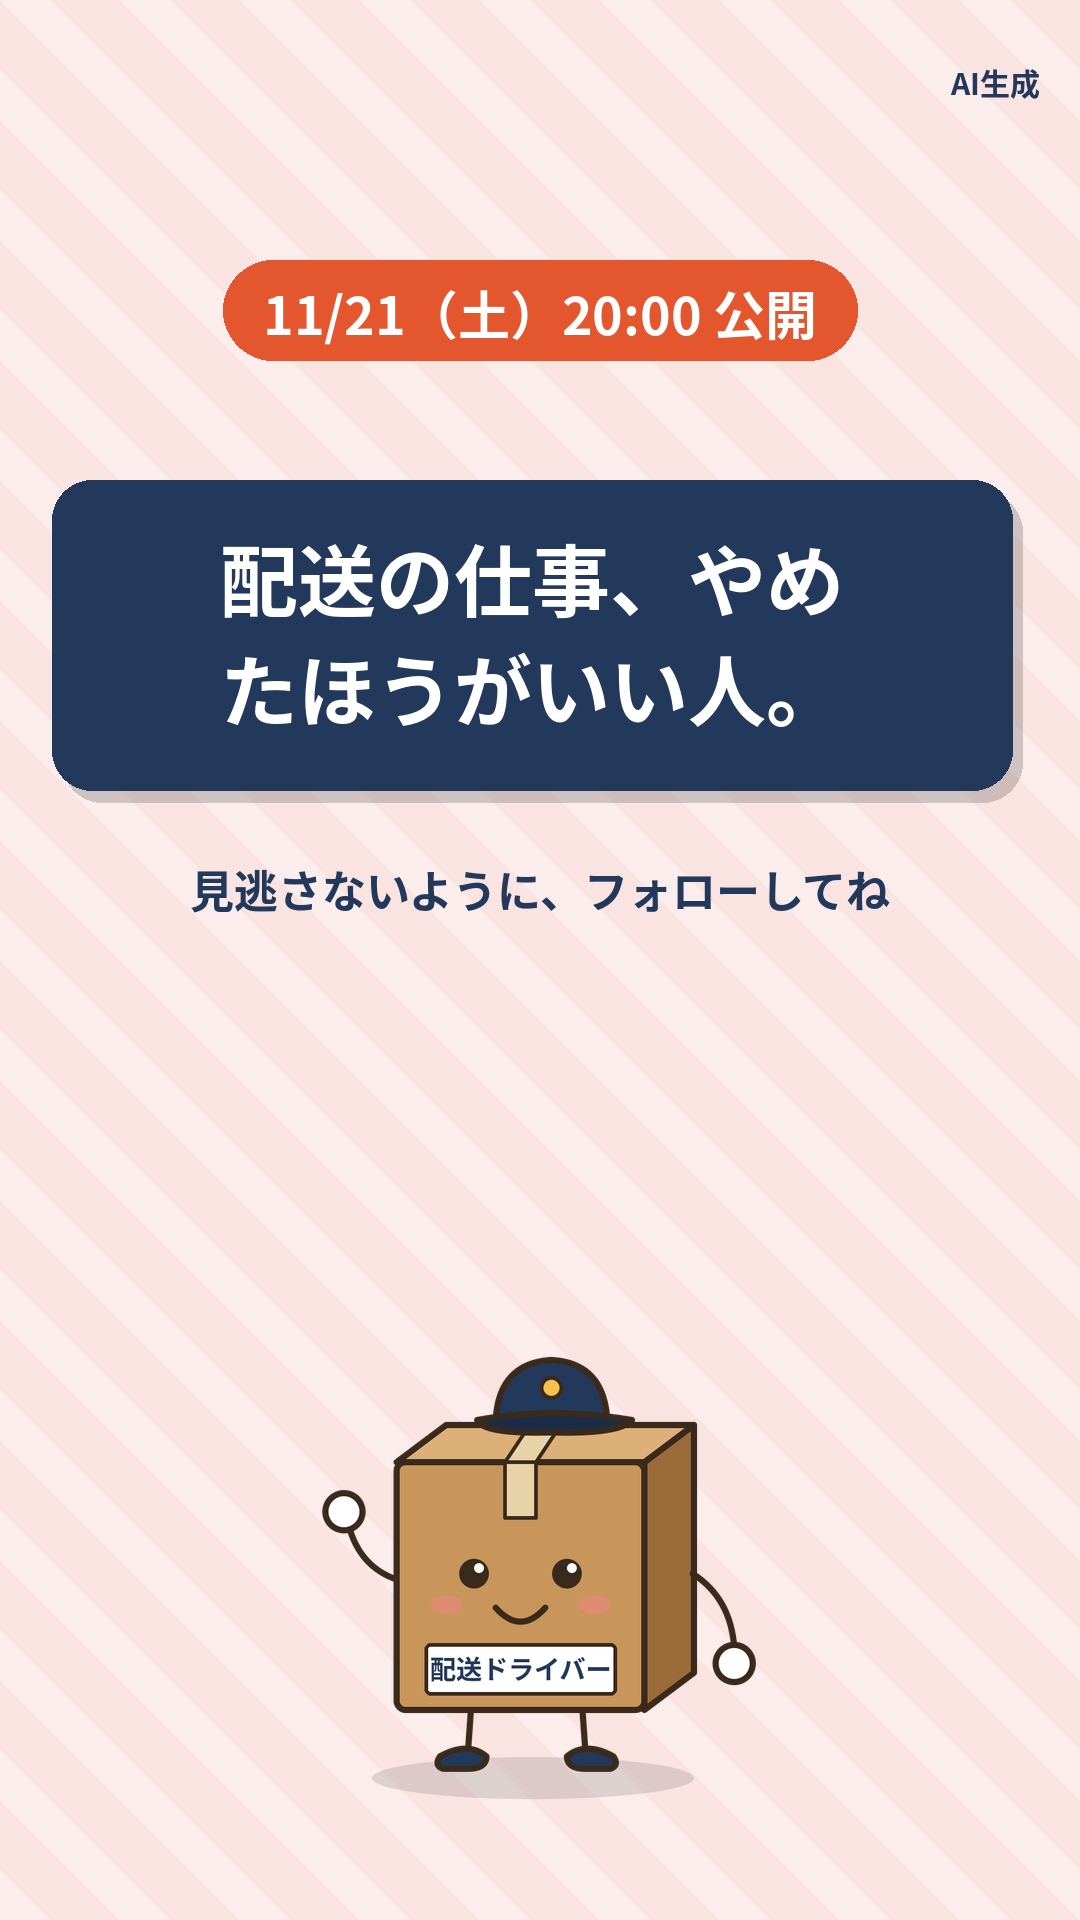 AI生成
11/21（土）20:00 公開
配送の仕事、やめ
たほうがいい人。
見逃さないように、フォローしてね
配送ドライバー